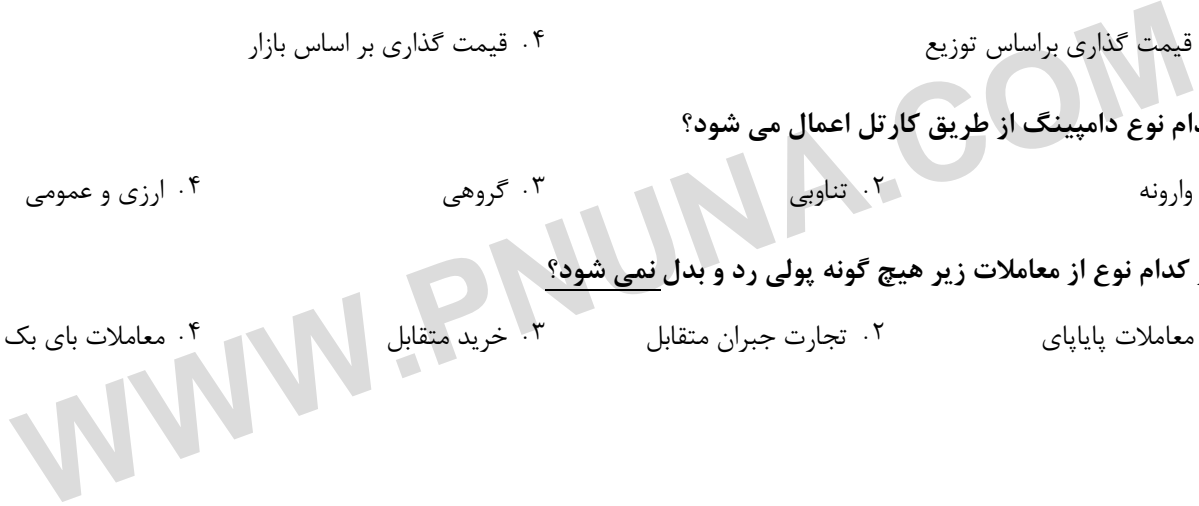 قیمت گذاری براساس توزیع ۴. قیمت گذاری بر اساس بازار
دام نوع دامپینگ از طریق کارتل اعمال می شود؟
وارونه ۲. تناوبی ۳. گروهی ۴. ارزی و عمومی
کدام نوع از معاملات زیر هیچ گونه پولی رد و بدل نمی شود؟
معاملات پایاپای ۲. تجارت جبران متقابل ۳. خرید متقابل ۴. معاملات بای بک
WWW.PNUNA.COM